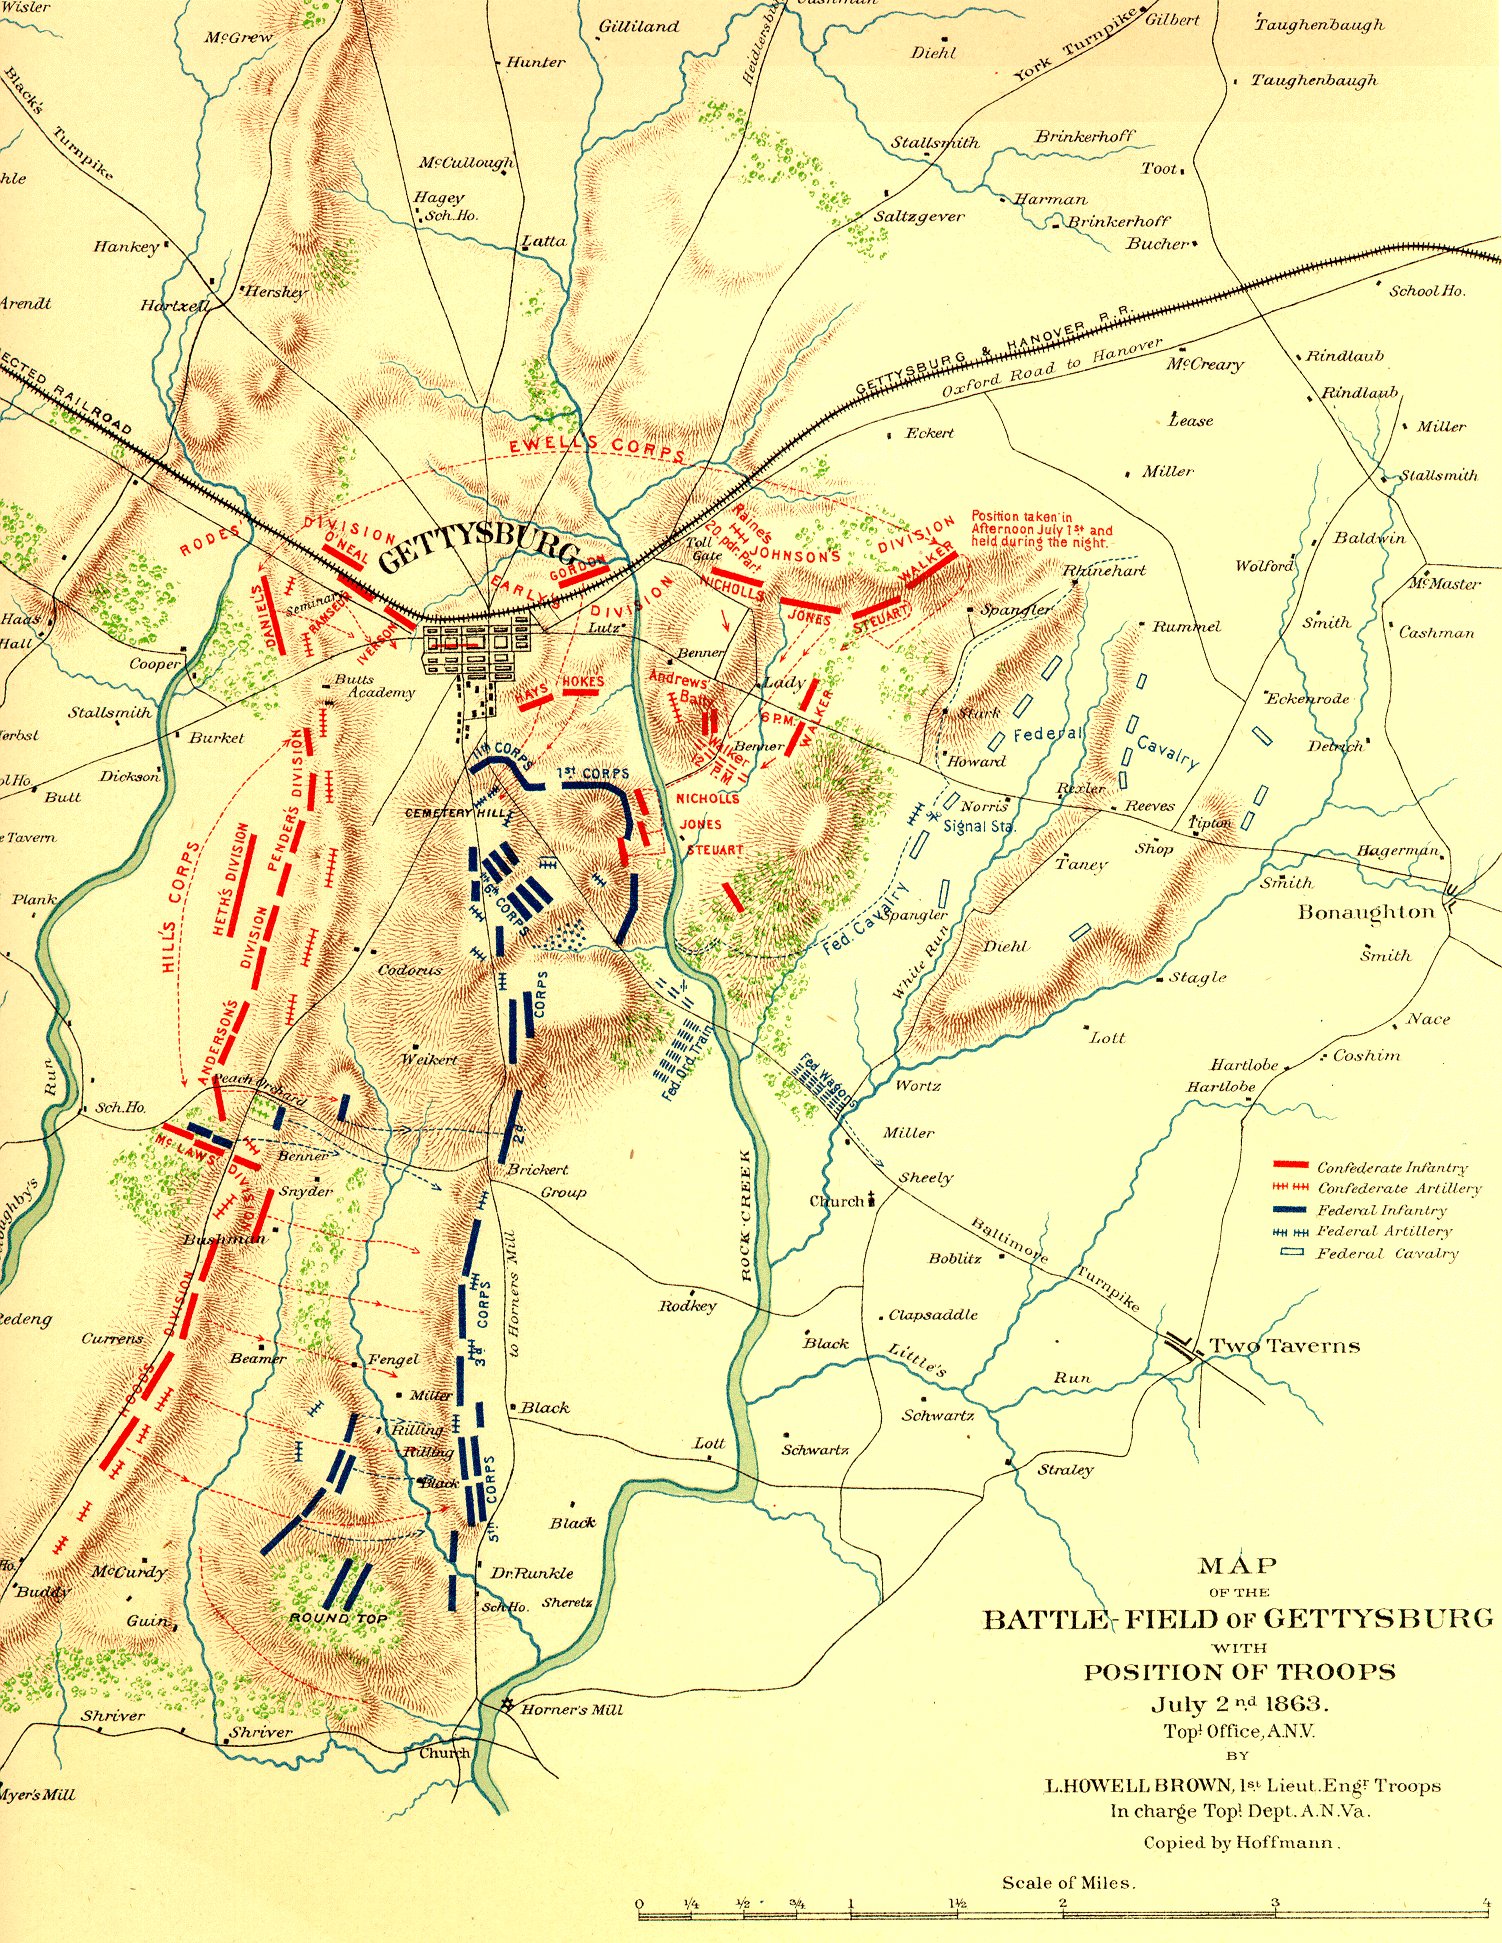 Wisler
McGrew
Gilliland
Hunter
Heidlersbu
Cashman
Diehl
York Turnpike
Gilbert
Taughenbaugh
Taughenbaugh
Black's Turnpike
McCullough
Hagey
Sch. Ho.
Latta
Stallsmith
Brinkerhoff
Toot
Harman
Brinkerhoff
Saltzgever
Bucher
hle
Hankey
Arendt
Hartzell
Hershey
School Ho.
GETTYSBURG & HANOVER R.R.
Oxford Road to Hanover
McCreary
Rindlaub
Rindlaub
ECTED RAILROAD
Eckert
Lease
Miller
Miller
Stallsmith
EWELLS CORPS
RODES'
DIVISION
O'NEAL
GETTYSBURG
GORDON
EARLY'S
DIVISION
Raine's
20 pdr. Part
Toll
Gate
JOHNSON'S
DIVISION
WALKER
Position taken in
Afternoon July 1st and
held during the night.
NICHOLLS
JONES
STEUART
Rhinehart
Baldwin
Wolford
McMaster
Seminary
DANIELS
RAMSEUR
IVERSON
Haas
Hall
Cooper
Lutz
Benner
Spangler
Rummel
Smith
Cashman
Butts
Academy
HAYS
HOKES
Andrews
Batty
Lady
6 P.M.
WALKER
Stallsmith
erbst
Burket
Walker
12 P.M
Benner
Sturk
Federal
Cavalry
Eckenrode
Detrich
ol Ho.
Butt
Dickson
11th CORPS
1st CORPS
CEMETERY HILL
NICHOLLS
JONES
STEUART
Howard
Norris
Signal Sta.
Rexler
Reeves
Tipton
Shop
Taney
Hagerman
Smith
Bonaughton
Smith
e Tavern
Plank
HILL'S CORPS
HETH'S DIVISION
PENDER'S DIVISION
6th CORPS
Spangler
Fed. Cavalry
Diehl
White Run
Stagle
Nace
DIVISION
ANDERSON'S
Codorus
Weikert
CORPS
2d
Fed. Ord. Train
Fed. Wagons
Lott
Wortz
Hartlobe
Coshim
Hartlobe
Run
Sch. Ho.
Peach Orchard
McLAWS DIVISION
Benner
Snyder
Bushman
Brickert
Group
Miller
Sheely
Church
ROCK CREEK
Baltimore Turnpike
Boblitz
Confederate Infantry
Confederate Artillery
Federal Infantry
Federal Artillery
Federal Cavalry
oughby's
edeng
Currens
HOODS DIVISION
Beamer
Fengel
Miller
Rilling
Rilling
Black
3d CORPS
to Horners Mill
Rodkey
Clapsaddle
Black
Little's Run
Two Taverns
Schwartz
Schwartz
Black
Lott
Straley
5th CORPS
Black
Ho.
Buddy
McCurdy
Guin
ROUND TOP
Dr. Runkle
Sch Ho.
Sheretz
Horner's Mill
Shriver
Shriver
Church
Myer's Mill
MAP
OF THE
BATTLE-FIELD OF GETTYSBURG
WITH
POSITION OF TROOPS
July 2nd 1863.
Topl Office, A.N.V.
BY
L. HOWELL BROWN, 1st Lieut. Engr Troops
In charge Topl Dept. A.N.Va.
Copied by Hoffmann.
Scale of Miles.
0 1/4 1/2 3/4 1 1 1/2 2 3 4